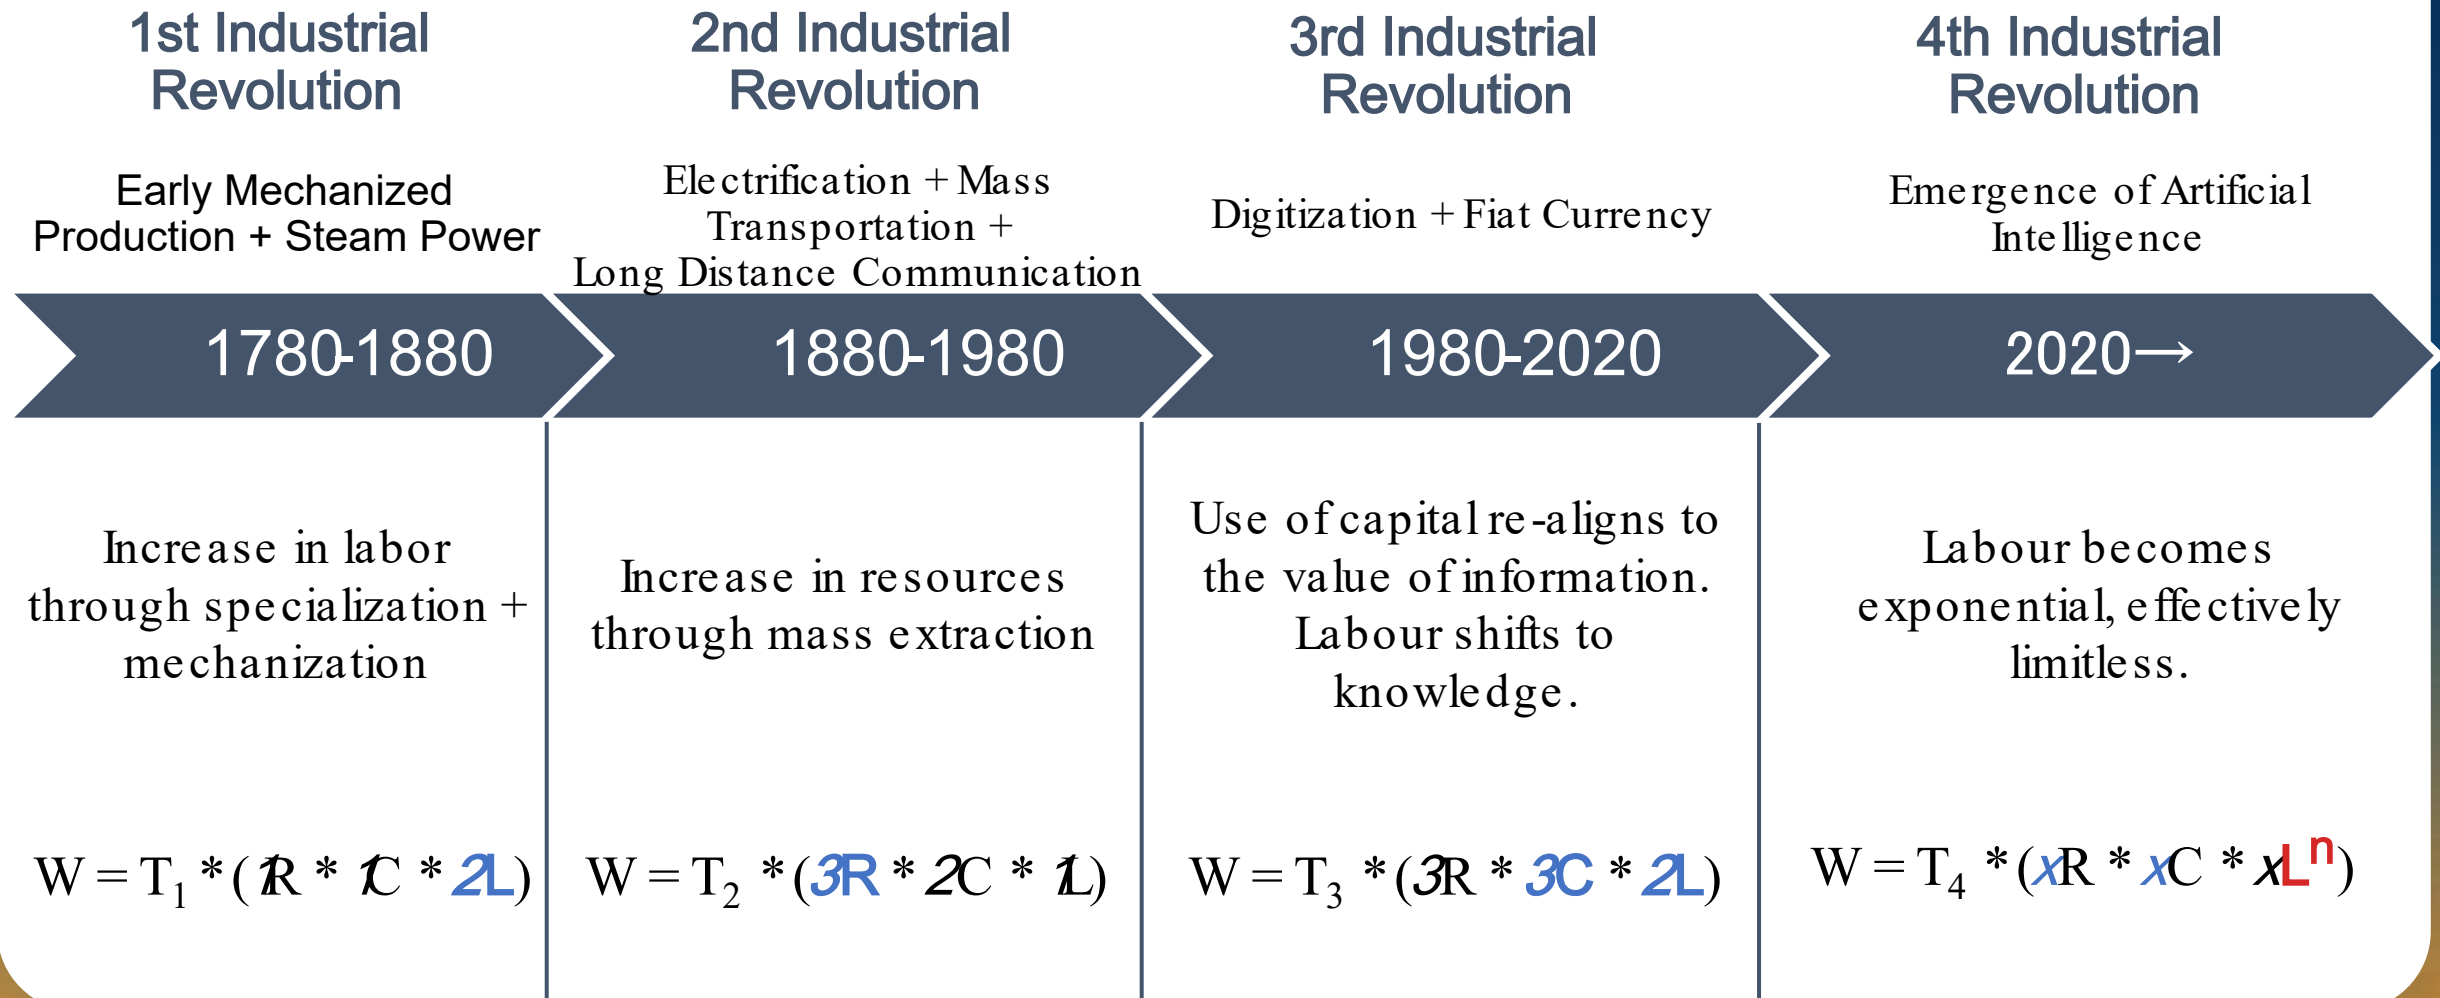 1st Industrial
Revolution
Early Mechanized
Production + Steam Power
1780-1880
Increase in labor
through specialization +
mechanization
W = T₁ * (1R * 1C * 2L)
2nd Industrial
Revolution
Electrification + Mass
Transportation +
Long Distance Communication
1880-1980
Increase in resources
through mass extraction
W = T₂ * (3R * 2C * 1L)
3rd Industrial
Revolution
Digitization + Fiat Currency
1980-2020
Use of capital re-aligns to
the value of information.
Labour shifts to
knowledge.
W = T₃ * (3R * 3C * 2L)
4th Industrial
Revolution
Emergence of Artificial
Intelligence
2020→
Labour becomes
exponential, effectively
limitless.
W = T₄ * (xR * xC * xLⁿ)